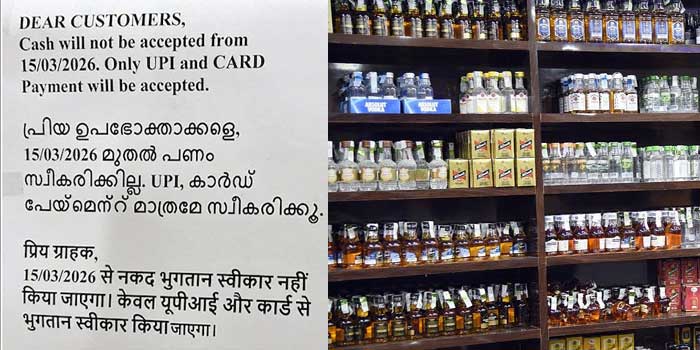 DEAR CUSTOMERS,
Cash will not be accepted from
15/03/2026. Only UPI and CARD
Payment will be accepted.
പ്രിയ ഉപഭോക്താക്കളെ,
15/03/2026 മുതൽ പണം
സ്വീകരിക്കില്ല. UPI, കാർഡ്
പേയ്മെന്റ് മാത്രമേ സ്വീകരിക്കൂ.
प्रिय ग्राहक,
15/03/2026 से नकद भुगतान स्वीकार नहीं
किया जाएगा। केवल यूपीआई और कार्ड से
भुगतान स्वीकार किया जाएगा।
ABSOLUT
VODKA